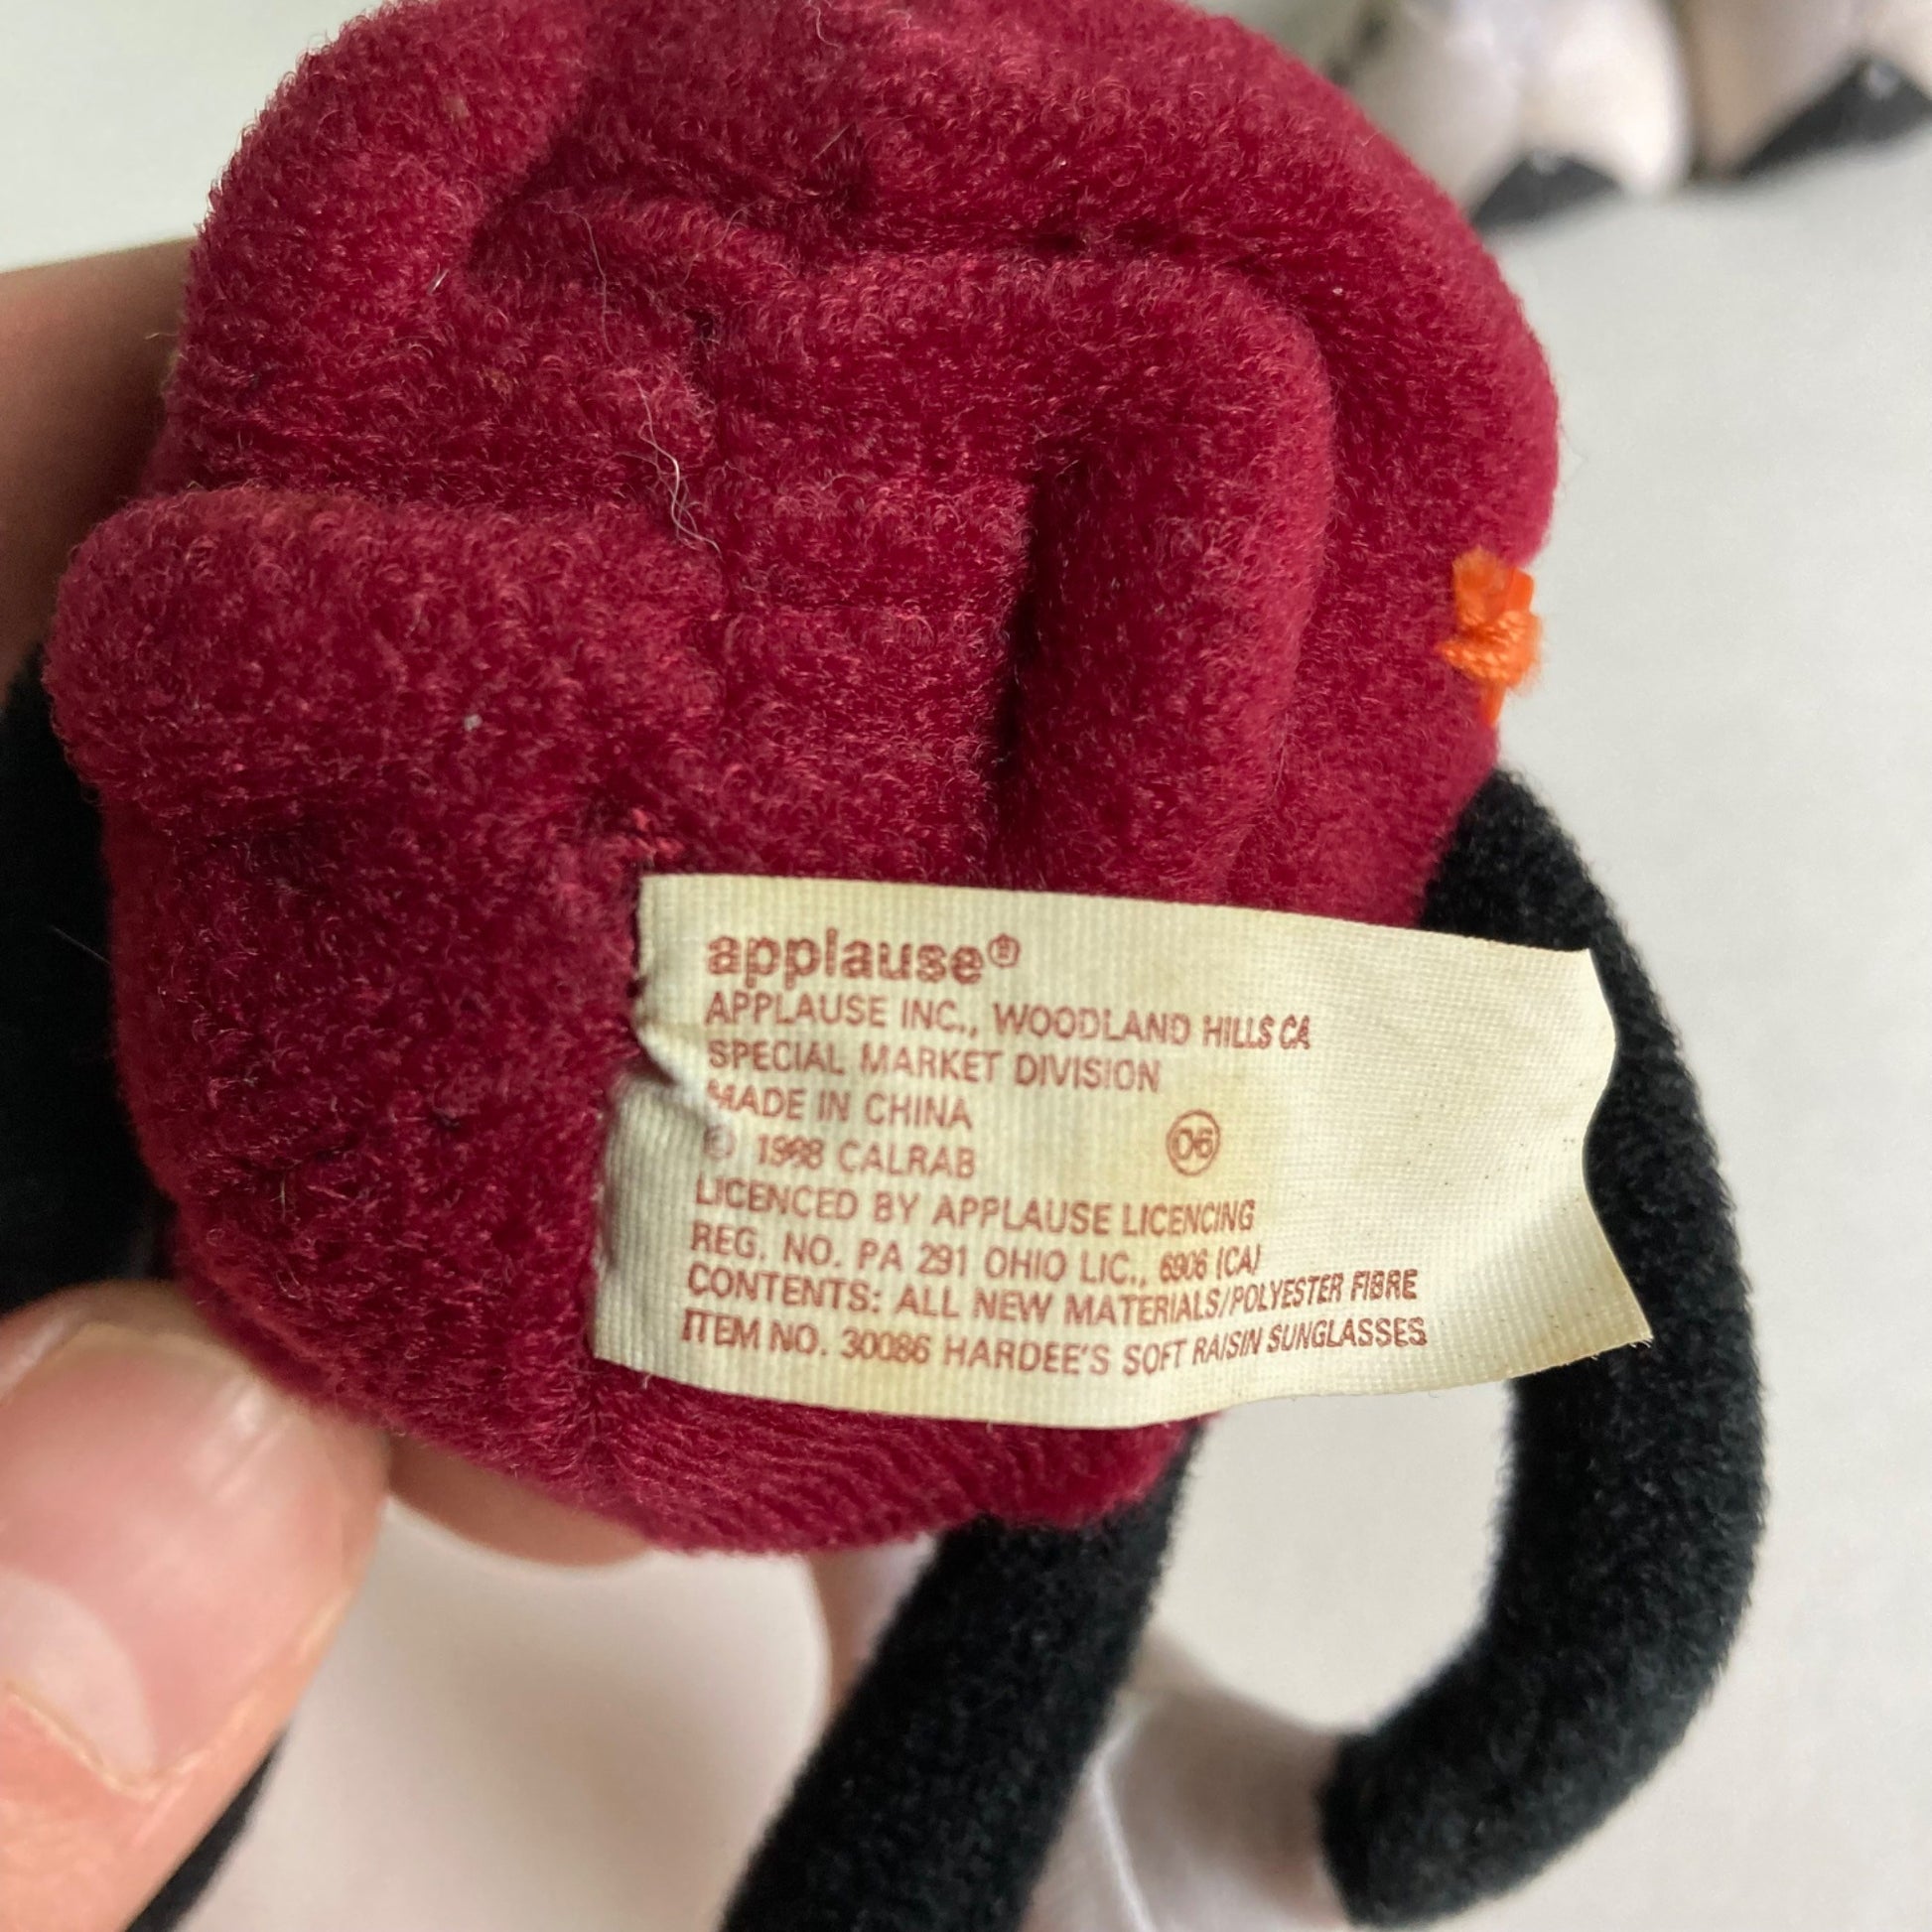 applause®
APPLAUSE INC., WOODLAND HILLS CA
SPECIAL MARKET DIVISION
MADE IN CHINA
© 1988 CALRAB
06
LICENCED BY APPLAUSE LICENCING
REG. NO. PA 291 OHIO LIC., 6906 (CA)
CONTENTS: ALL NEW MATERIALS/POLYESTER FIBRE
ITEM NO. 30086 HARDEE'S SOFT RAISIN SUNGLASSES